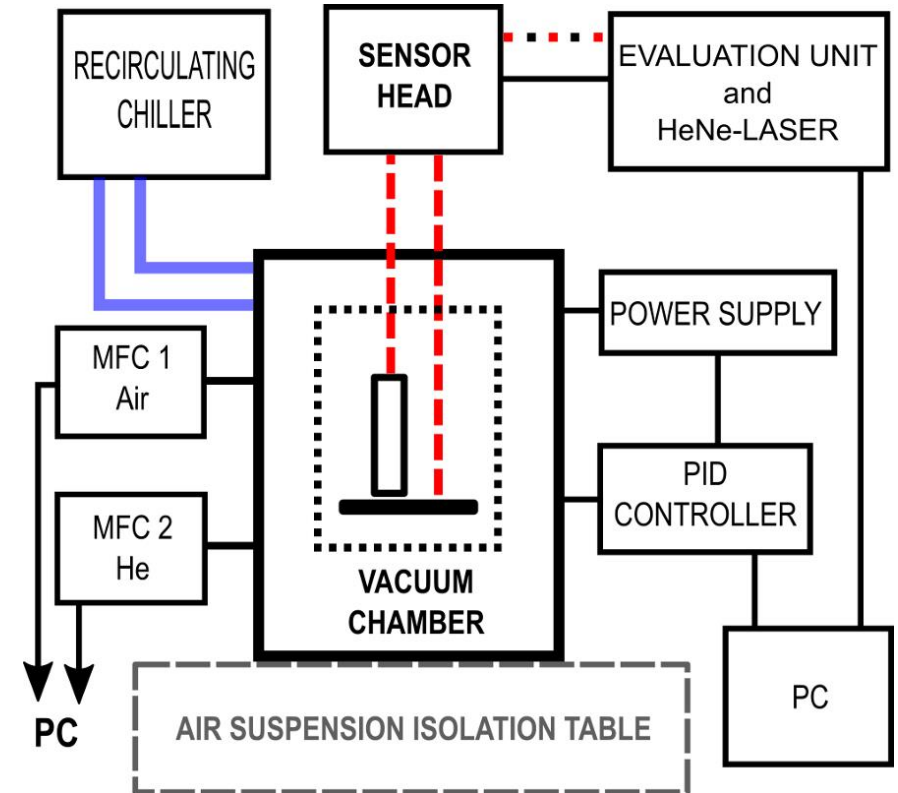 RECIRCULATING
CHILLER
SENSOR
HEAD
EVALUATION UNIT
and
HeNe-LASER
MFC 1
Air
POWER SUPPLY
MFC 2
He
PID
CONTROLLER
VACUUM
CHAMBER
PC
PC
AIR SUSPENSION ISOLATION TABLE